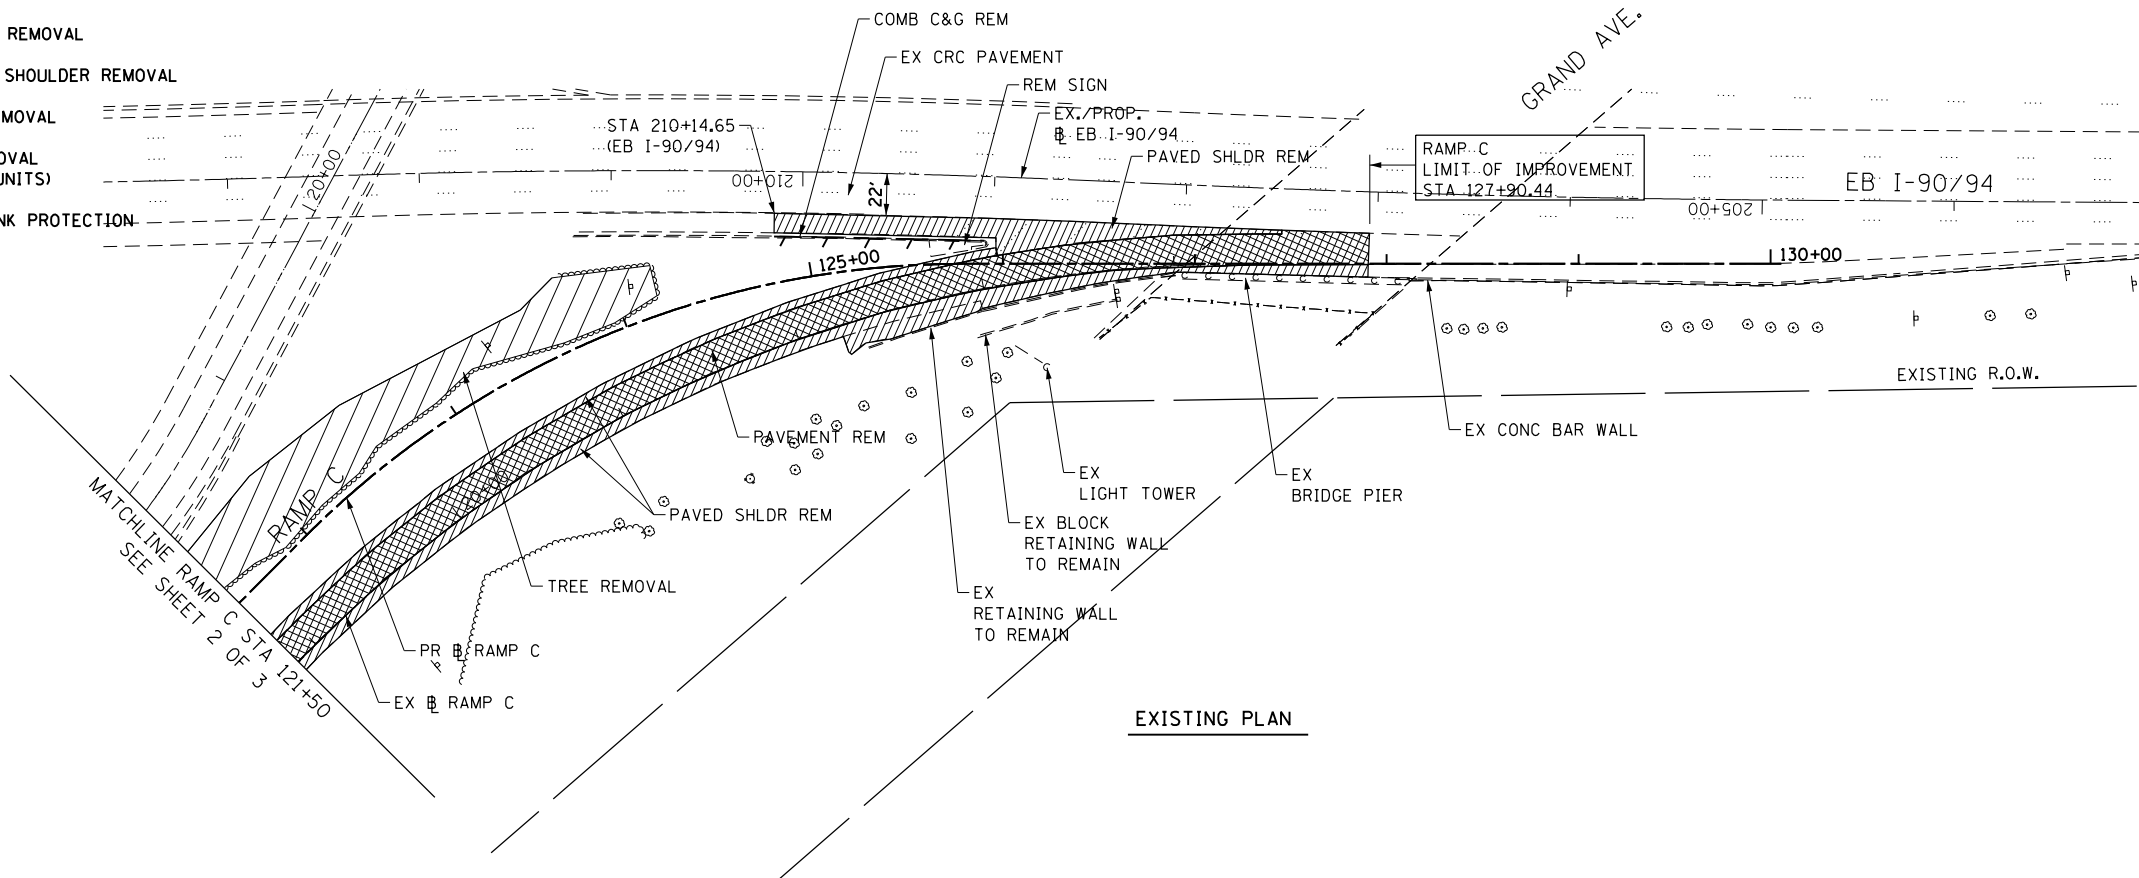 REMOVAL
SHOULDER REMOVAL
MOVAL
OVAL
UNITS)
NK PROTECTION
COMB C&G REM
EX CRC PAVEMENT
REM SIGN
EX./PROP.
℄ EB I-90/94
STA 210+14.65
(EB I-90/94)
PAVED SHLDR REM
GRAND AVE.
RAMP C
LIMIT OF IMPROVEMENT
STA 127+90.44
EB I-90/94
120+00
210+00
22'
205+00
125+00
130+00
EXISTING R.O.W.
EX CONC BAR WALL
PAVEMENT REM
EX
LIGHT TOWER
EX
BRIDGE PIER
RAMP C
PAVED SHLDR REM
EX BLOCK
RETAINING WALL
TO REMAIN
TREE REMOVAL
EX
RETAINING WALL
TO REMAIN
MATCHLINE RAMP C STA 121+50
SEE SHEET 2 OF 3
PR ℄ RAMP C
EX ℄ RAMP C
EXISTING PLAN